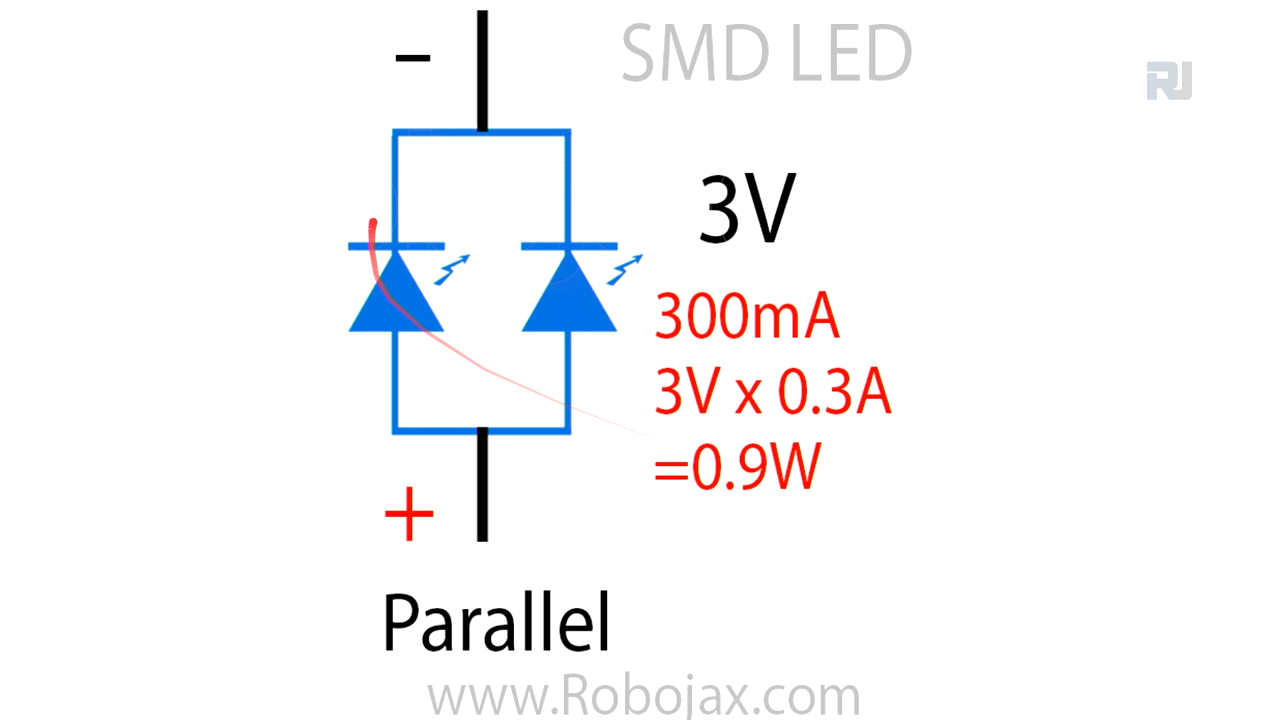 SMD LED
RJ
–
3V
300mA
3V x 0.3A
=0.9W
+
Parallel
www.Robojax.com